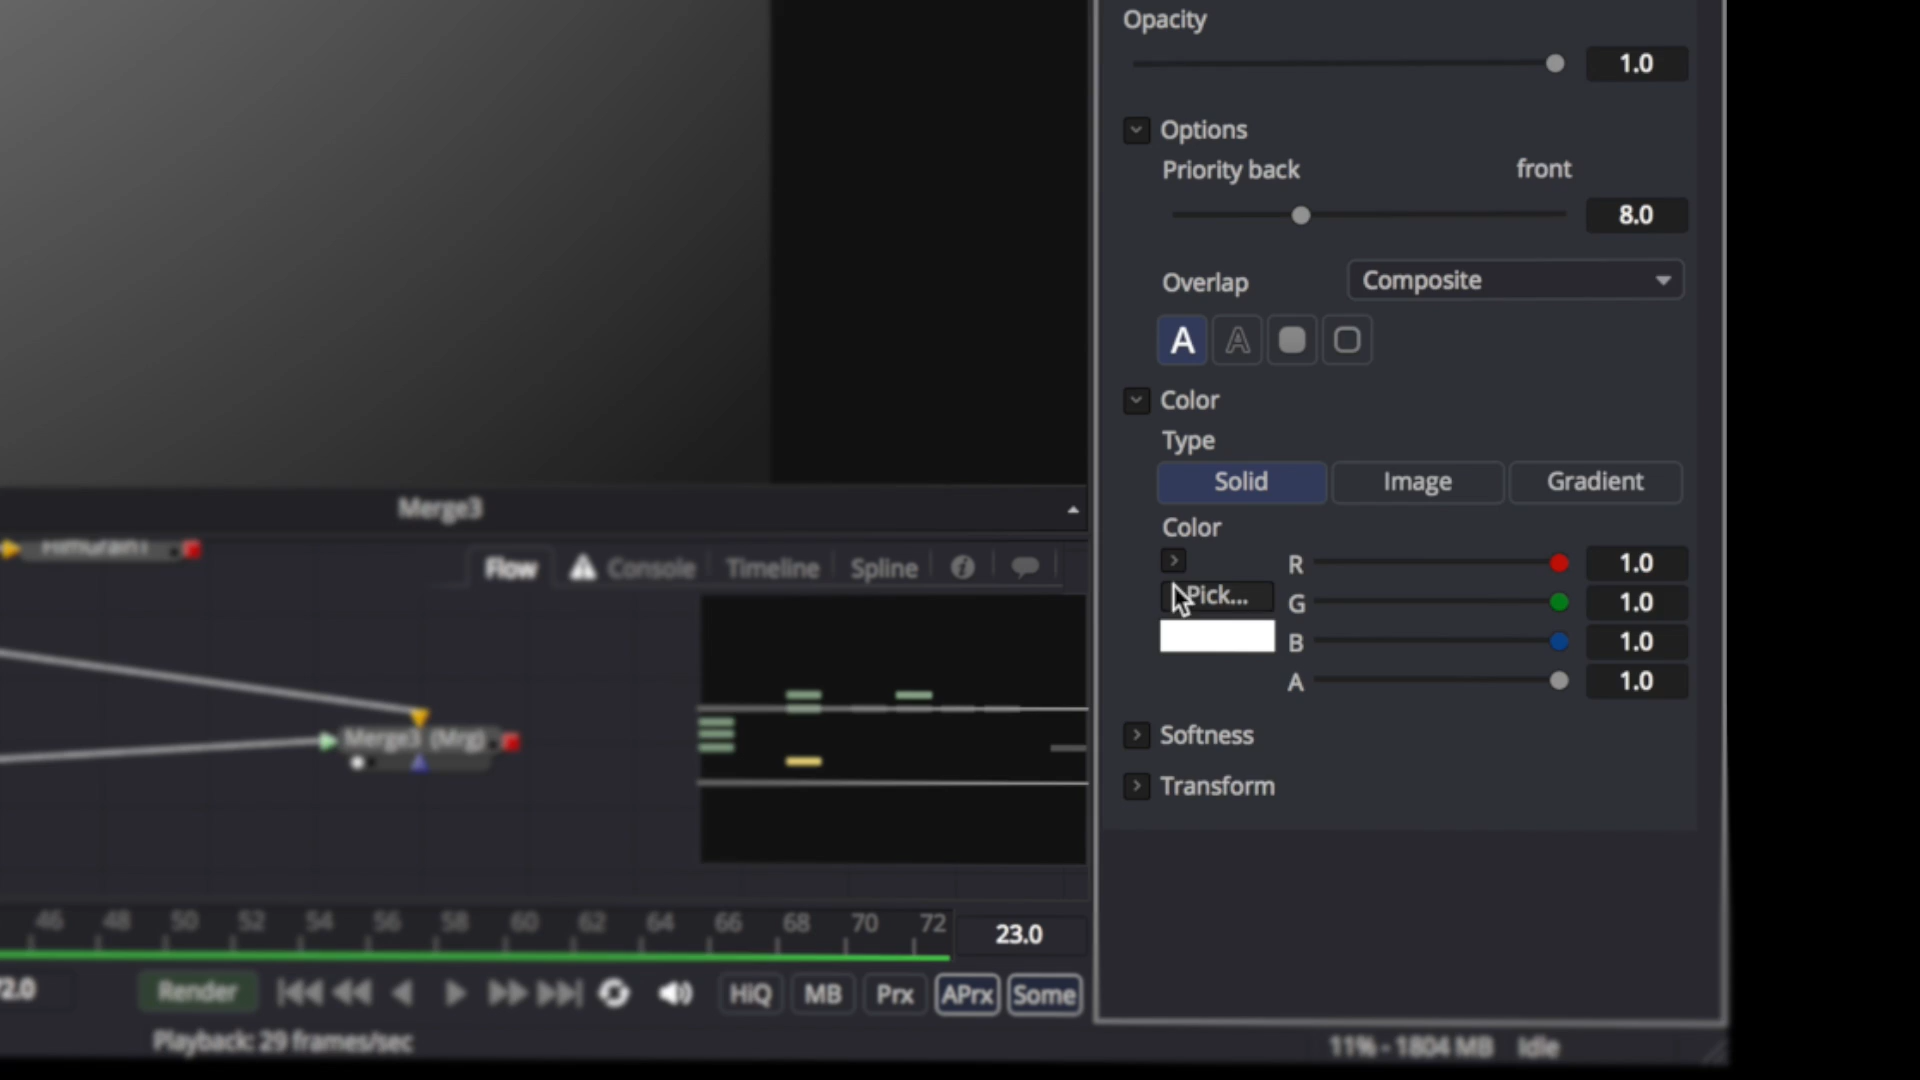 Opacity
1.0
Options
Priority back front
8.0
Overlap Composite
A A
Color
Type
Solid Image Gradient
Color
R 1.0
Pick...
G 1.0
B 1.0
A 1.0
Softness
Transform
Merge3
Flow Console Timeline Spline
Merge3 (Mrg)
46 48 50 52 54 56 58 60 62 64 66 68 70 72 23.0
Render HiQ MB Prx APrx Some
Playback: 29 frames/sec
11% - 1804 MB Idle